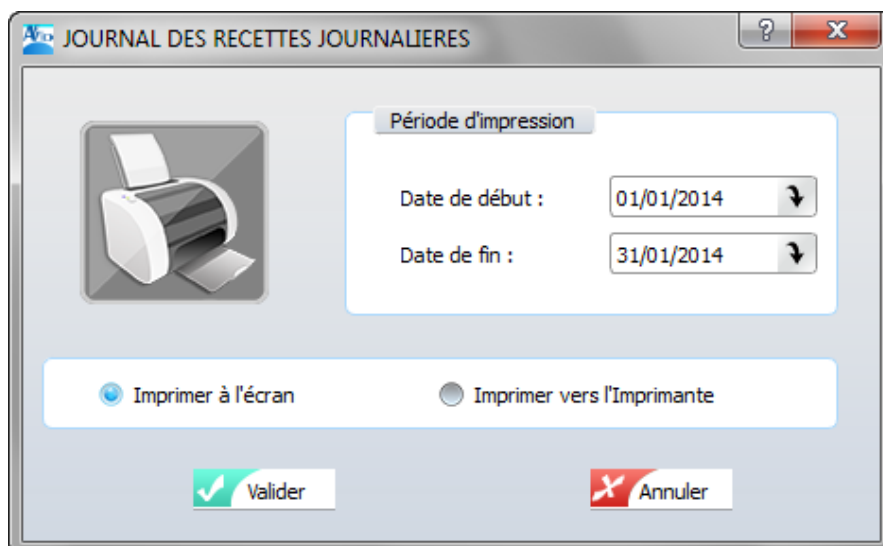 JOURNAL DES RECETTES JOURNALIERES
Période d'impression
Date de début : 01/01/2014
Date de fin : 31/01/2014
Imprimer à l'écran Imprimer vers l'Imprimante
Valider Annuler